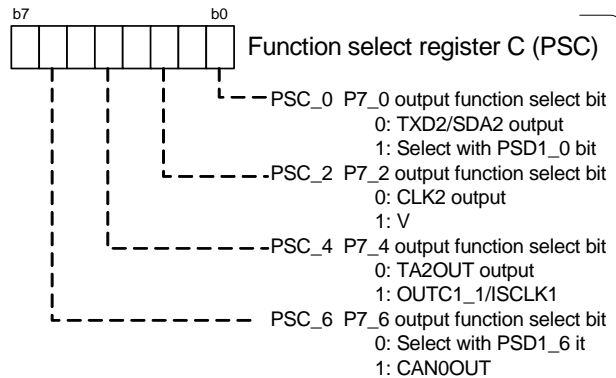 b7 b0
Function select register C (PSC)
PSC_0 P7_0 output function select bit
0: TXD2/SDA2 output
1: Select with PSD1_0 bit
PSC_2 P7_2 output function select bit
0: CLK2 output
1: V
PSC_4 P7_4 output function select bit
0: TA2OUT output
1: OUTC1_1/ISCLK1
PSC_6 P7_6 output function select bit
0: Select with PSD1_6 it
1: CAN0OUT